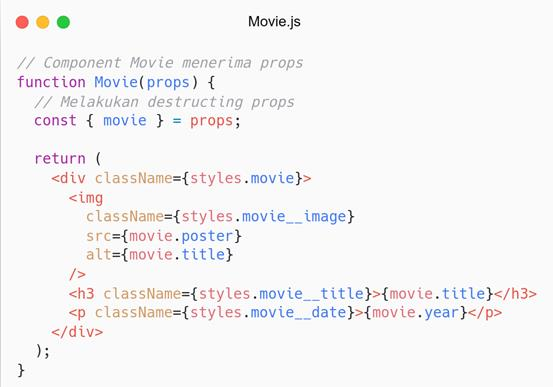 Movie.js
// Component Movie menerima props
function Movie(props) {
  // Melakukan destructing props
  const { movie } = props;

  return (
    <div className={styles.movie}>
      <img
        className={styles.movie__image}
        src={movie.poster}
        alt={movie.title}
      />
      <h3 className={styles.movie__title}>{movie.title}</h3>
      <p className={styles.movie__date}>{movie.year}</p>
    </div>
  );
}